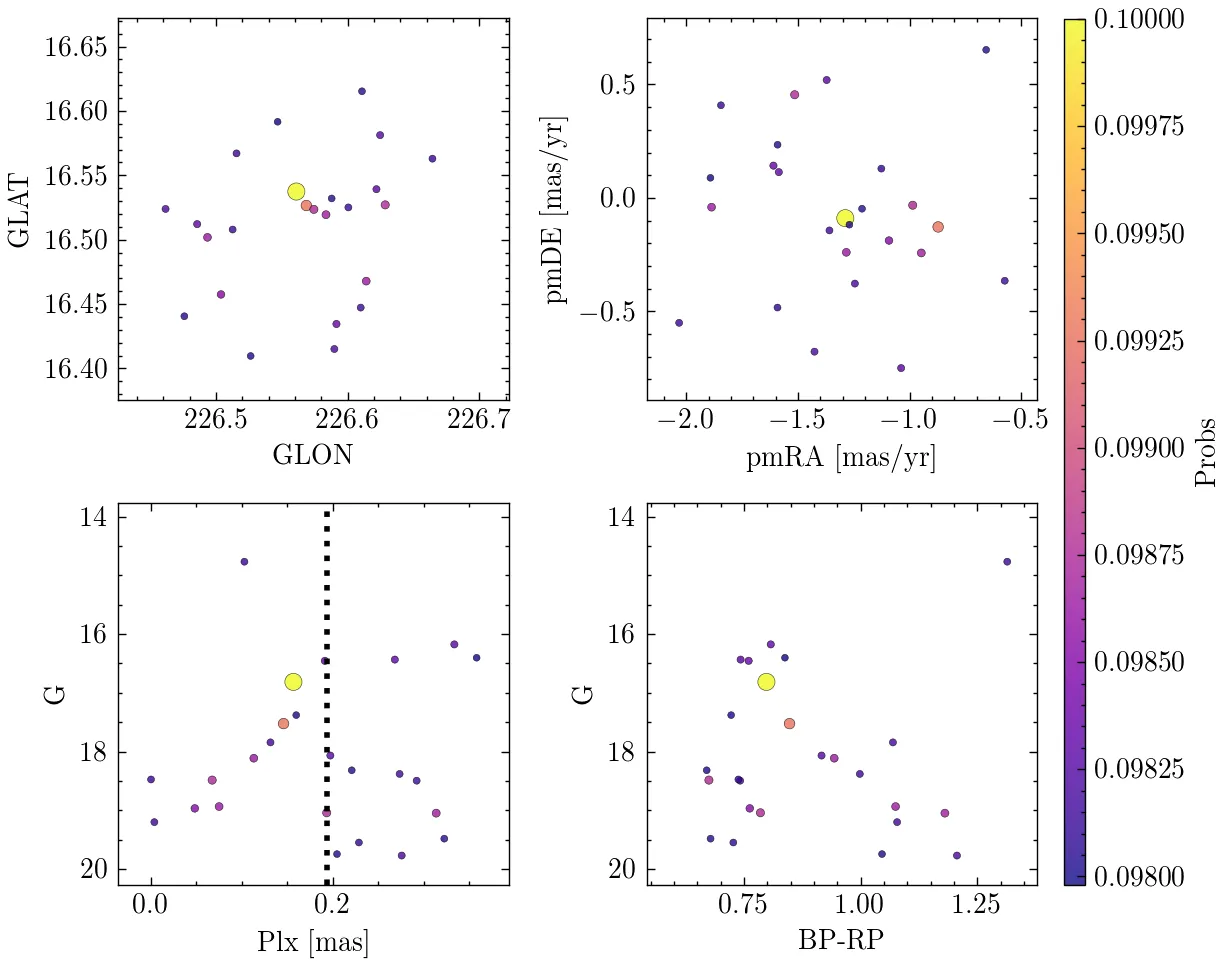 16.65
16.60
16.55
16.50
16.45
16.40
GLAT
226.5 226.6 226.7
GLON
0.5
0.0
−0.5
pmDE [mas/yr]
−2.0 −1.5 −1.0 −0.5
pmRA [mas/yr]
14
16
18
20
G
0.0 0.2
Plx [mas]
14
16
18
20
G
0.75 1.00 1.25
BP-RP
0.10000
0.09975
0.09950
0.09925
0.09900
0.09875
0.09850
0.09825
0.09800
Probs